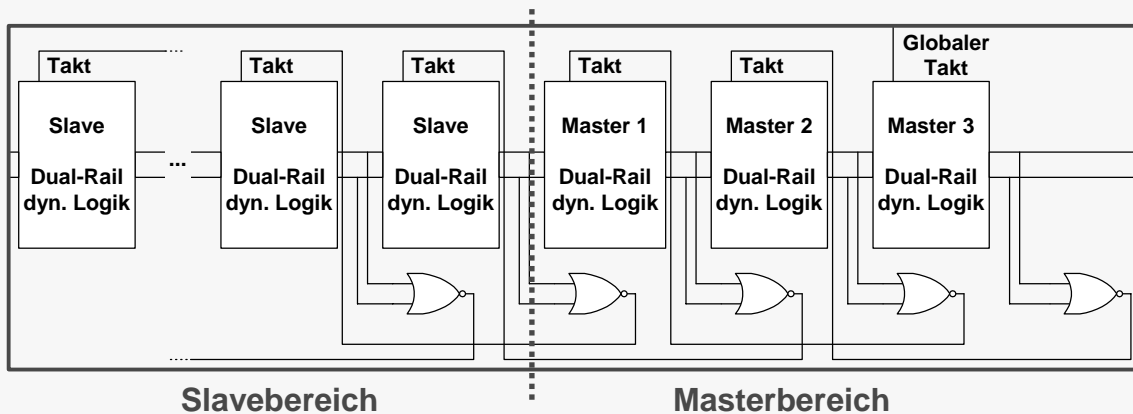 Takt
Takt
Takt
Takt
Takt
Globaler
Takt
Slave
Slave
Slave
Master 1
Master 2
Master 3
...
Dual-Rail
dyn. Logik
Dual-Rail
dyn. Logik
Dual-Rail
dyn. Logik
Dual-Rail
dyn. Logik
Dual-Rail
dyn. Logik
Dual-Rail
dyn. Logik
Slavebereich
Masterbereich